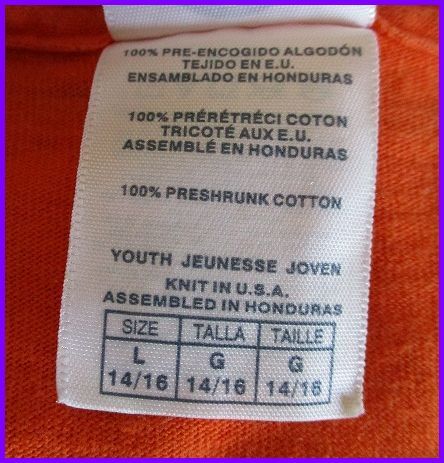 100% PRE-ENCOGIDO ALGODÓN
TEJIDO EN E.U.
ENSAMBLADO EN HONDURAS
100% PRÉRÉTRÉCI COTON
TRICOTÉ AUX E.U.
ASSEMBLÉ EN HONDURAS
100% PRESHRUNK COTTON
YOUTH JEUNESSE JOVEN
KNIT IN U.S.A.
ASSEMBLED IN HONDURAS
SIZE TALLA TAILLE
L G G
14/16 14/16 14/16